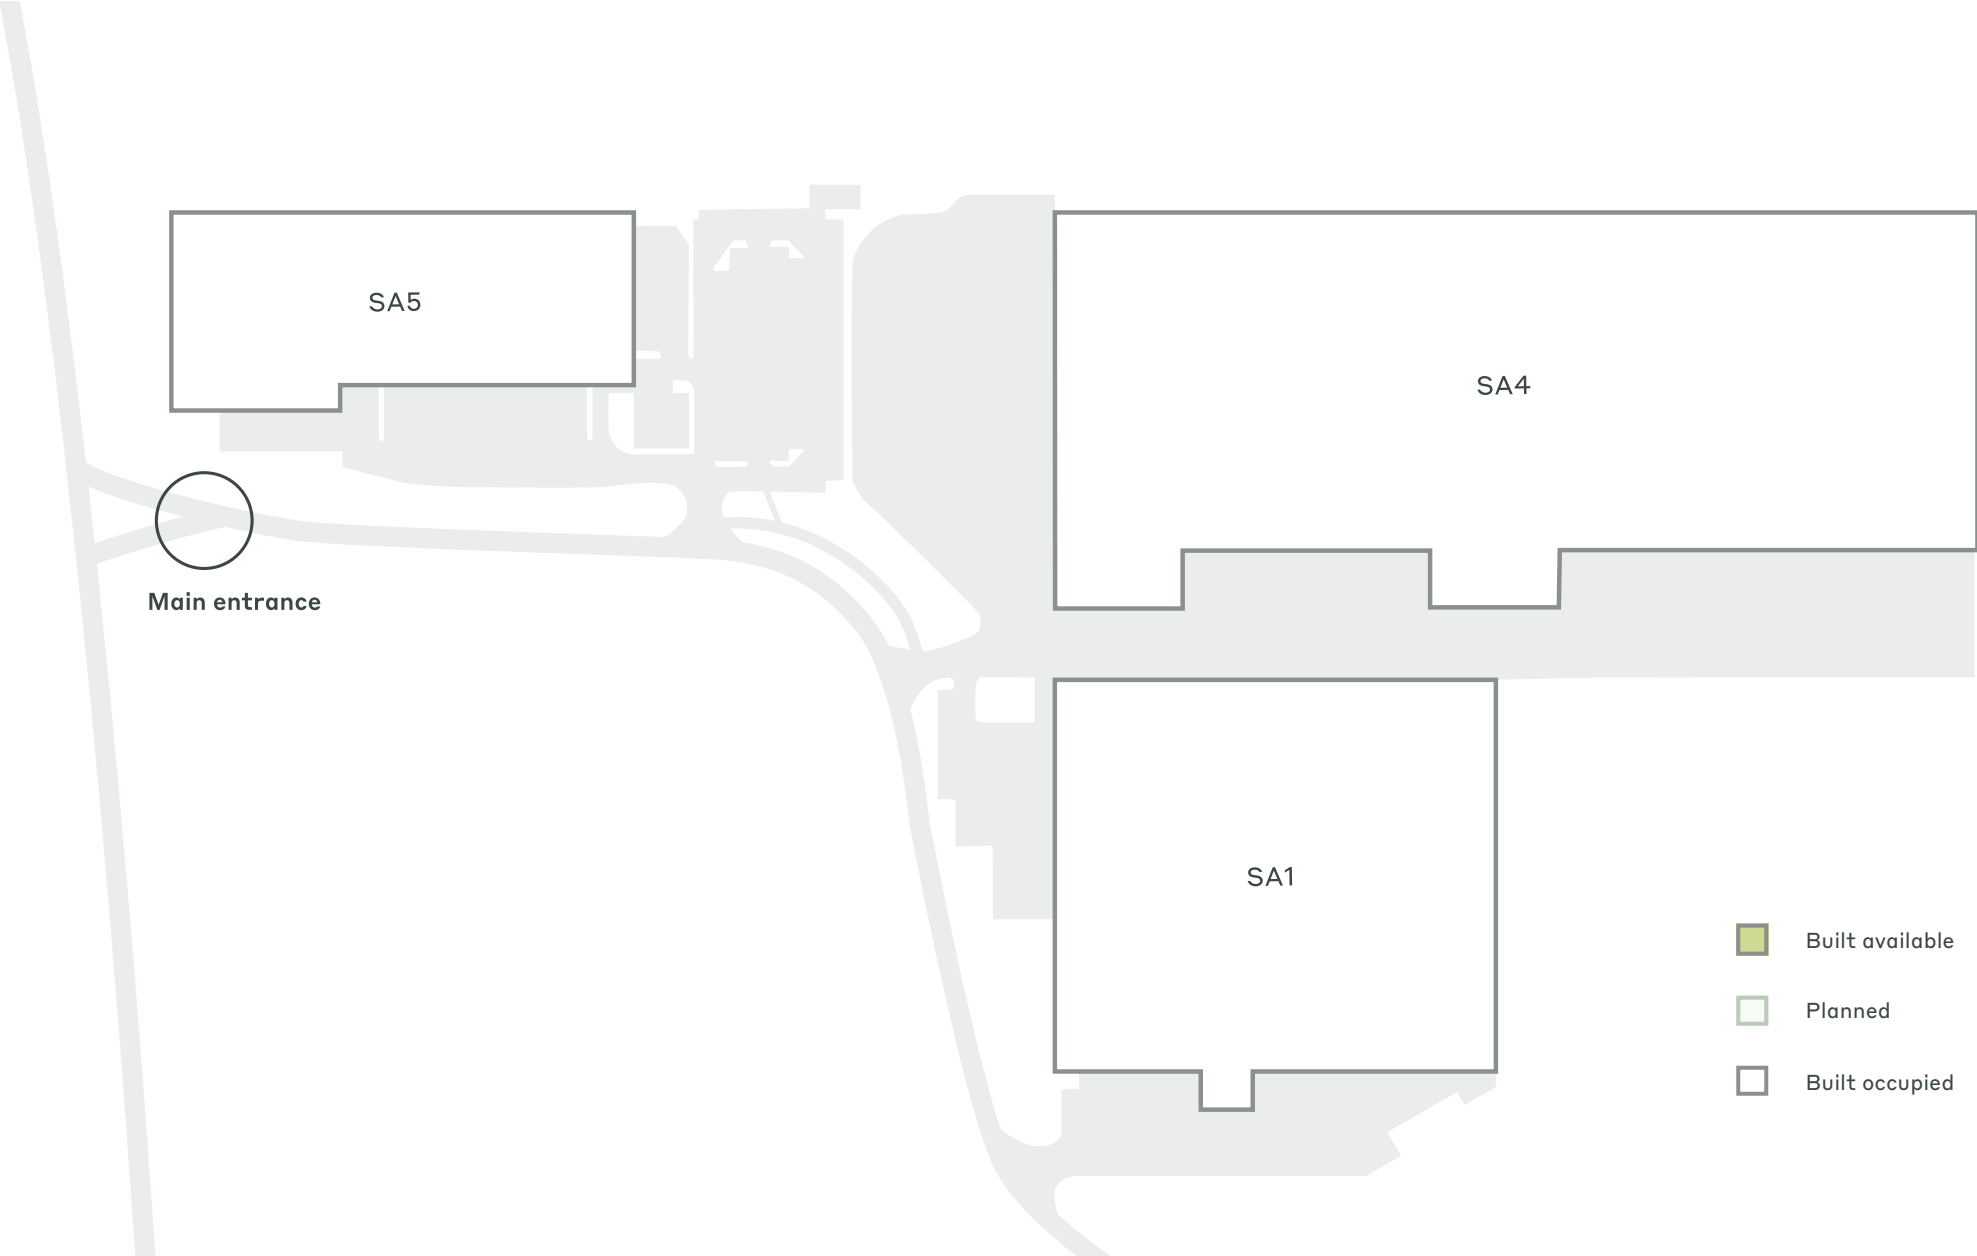 SA5
SA4
Main entrance
SA1
Built available
Planned
Built occupied